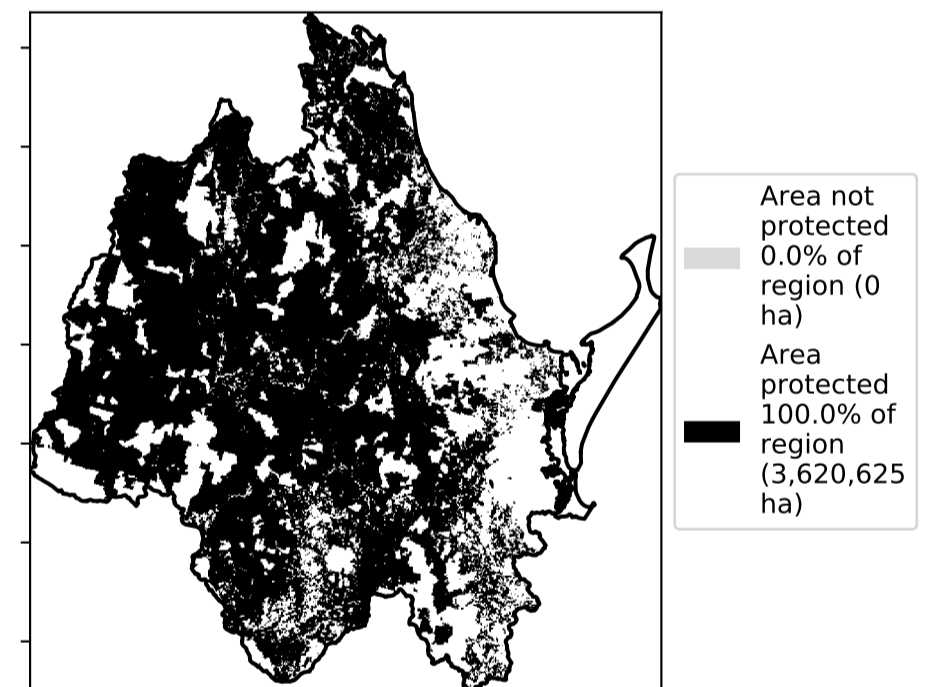 Area not
protected
0.0% of
region (0
ha)
Area
protected
100.0% of
region
(3,620,625
ha)